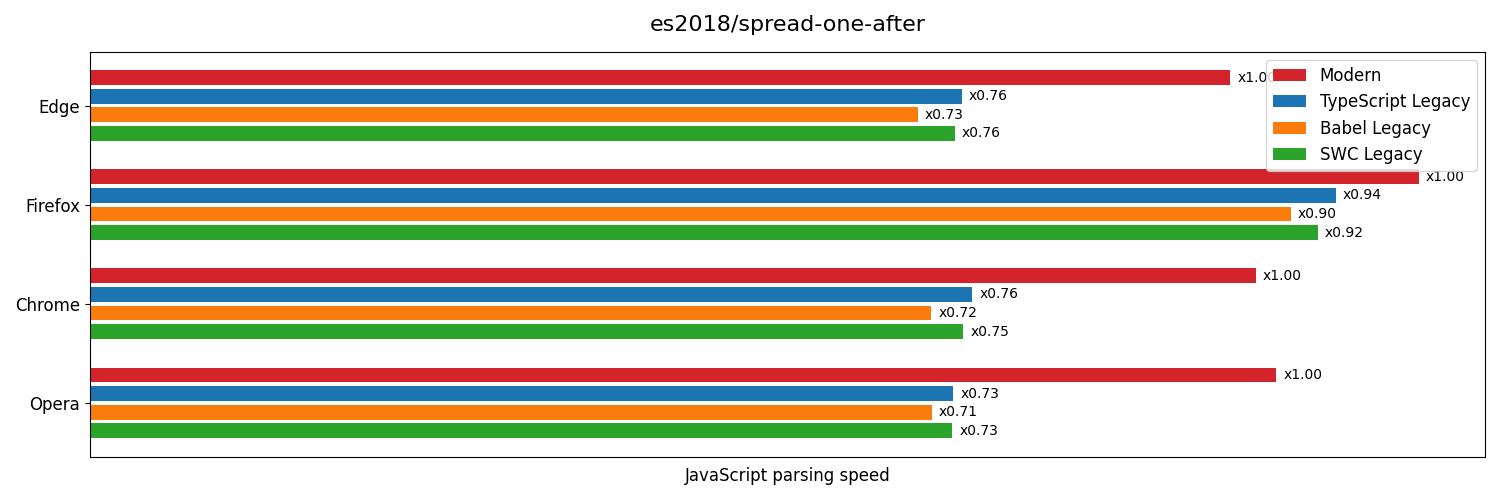 es2018/spread-one-after
Edge
x1.00
x0.76
x0.73
x0.76
Modern
TypeScript Legacy
Babel Legacy
SWC Legacy
Firefox
x1.00
x0.94
x0.90
x0.92
Chrome
x1.00
x0.76
x0.72
x0.75
Opera
x1.00
x0.73
x0.71
x0.73
JavaScript parsing speed